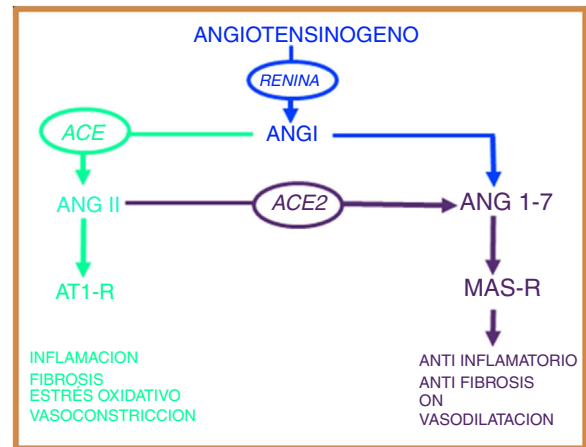 ANGIOTENSINOGENO
RENINA
ACE
ANGI
ANG II
ACE2
ANG 1-7
AT1-R
MAS-R
INFLAMACION
FIBROSIS
ESTRÉS OXIDATIVO
VASOCONSTRICCION
ANTI INFLAMATORIO
ANTI FIBROSIS
ON
VASODILATACION